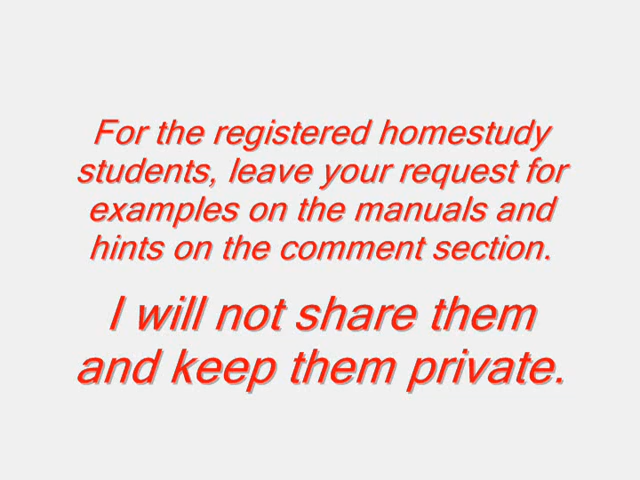 For the registered homestudy
students, leave your request for
examples on the manuals and
hints on the comment section.
I will not share them
and keep them private.